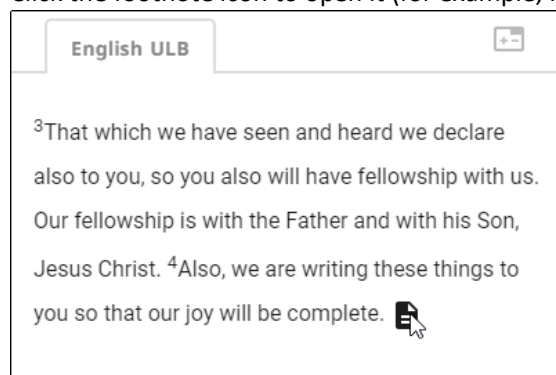 Click the footnote icon to open it (for example)
English ULB
³That which we have seen and heard we declare
also to you, so you also will have fellowship with us.
Our fellowship is with the Father and with his Son,
Jesus Christ. ⁴Also, we are writing these things to
you so that our joy will be complete.